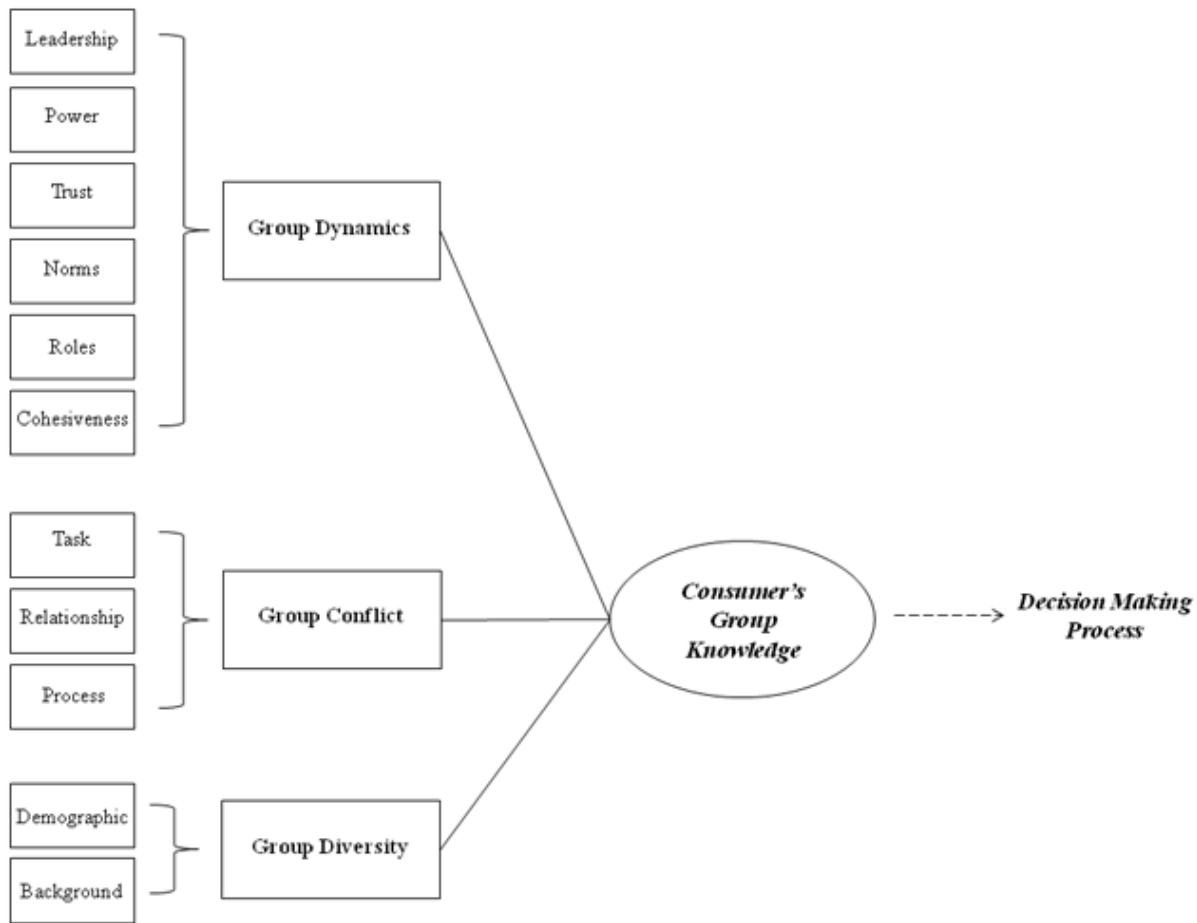 Leadership
Power
Trust
Norms
Roles
Cohesiveness
Group Dynamics
Task
Relationship
Process
Group Conflict
Demographic
Background
Group Diversity
Consumer's
Group
Knowledge
Decision Making
Process